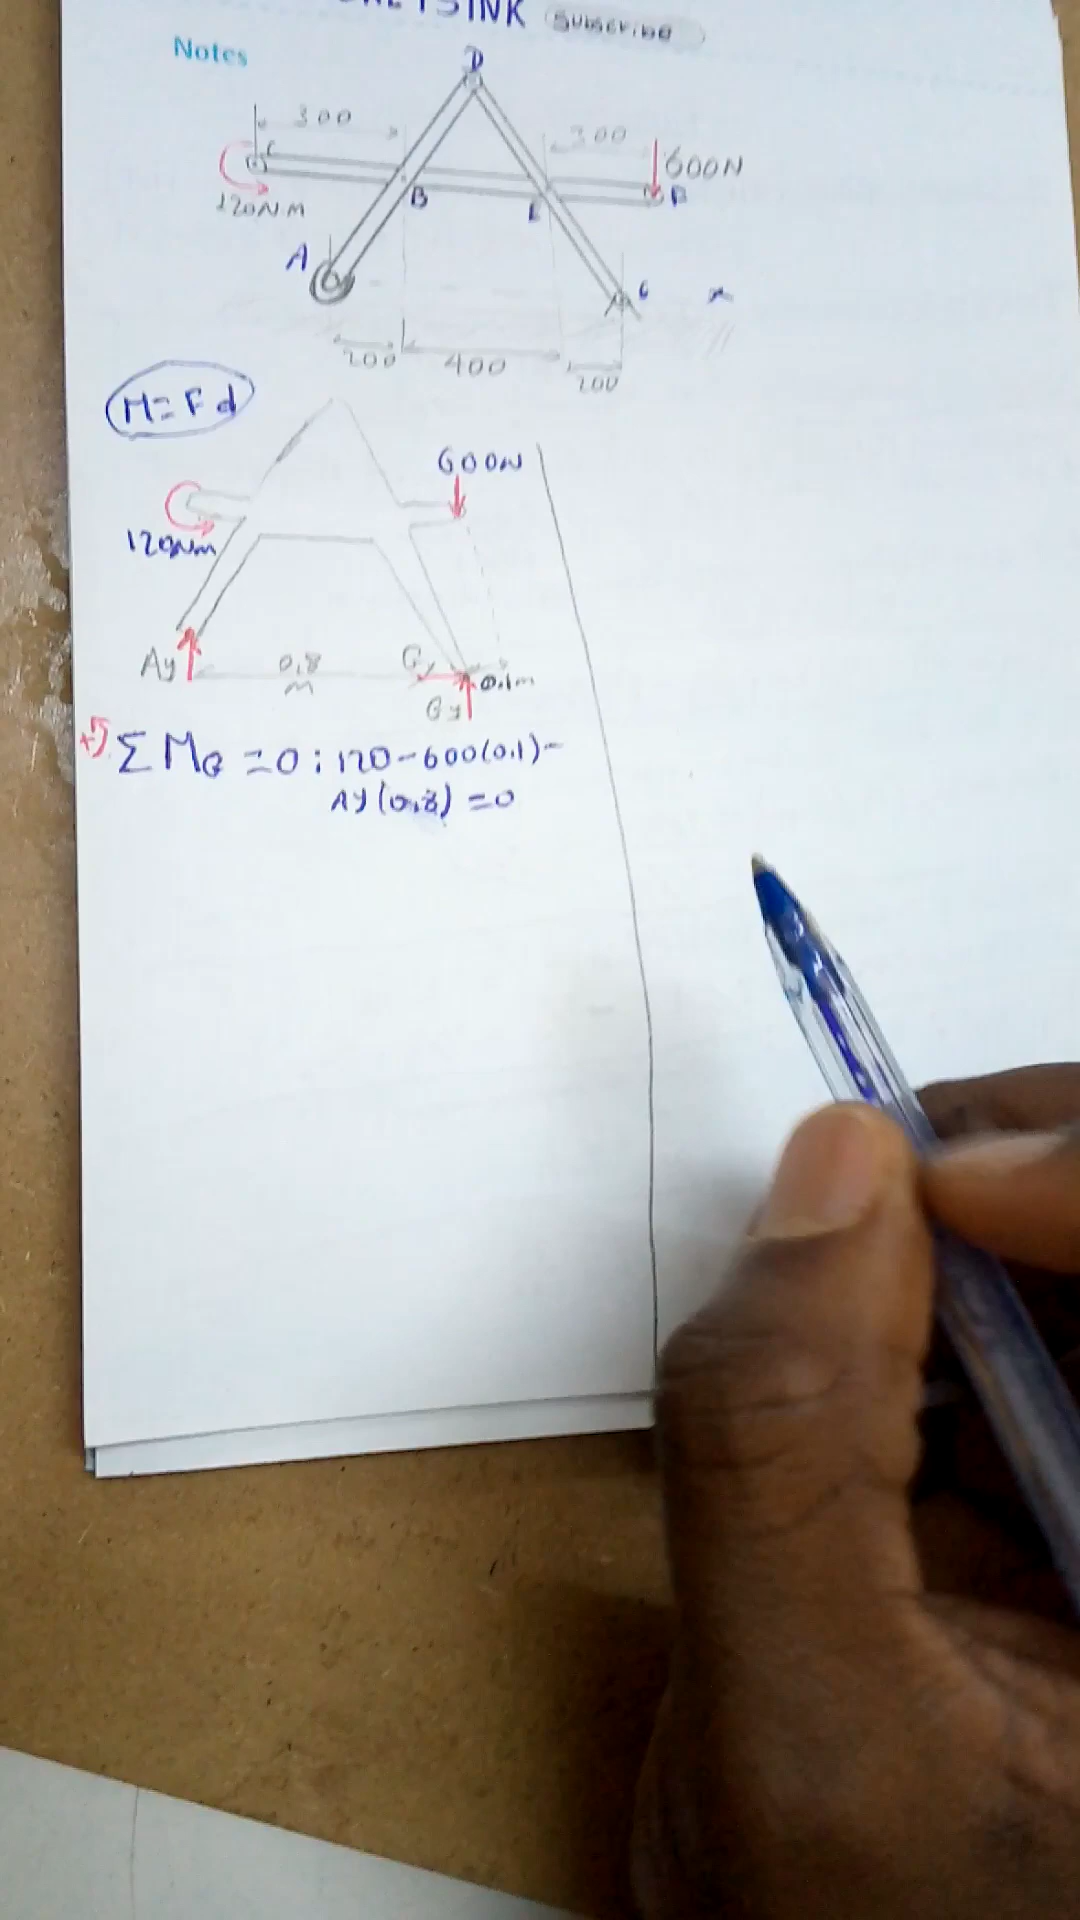 SUBSCRIBE
Notes
D
300
300
600N
C
120N.M
B
E
F
A
G
200
400
200
M=Fd
600N
120Nm
Ay
0,8
m
G
0.1m
Gy
+ΣMG =0:120-600(0,1)-
AY(0,8)=0